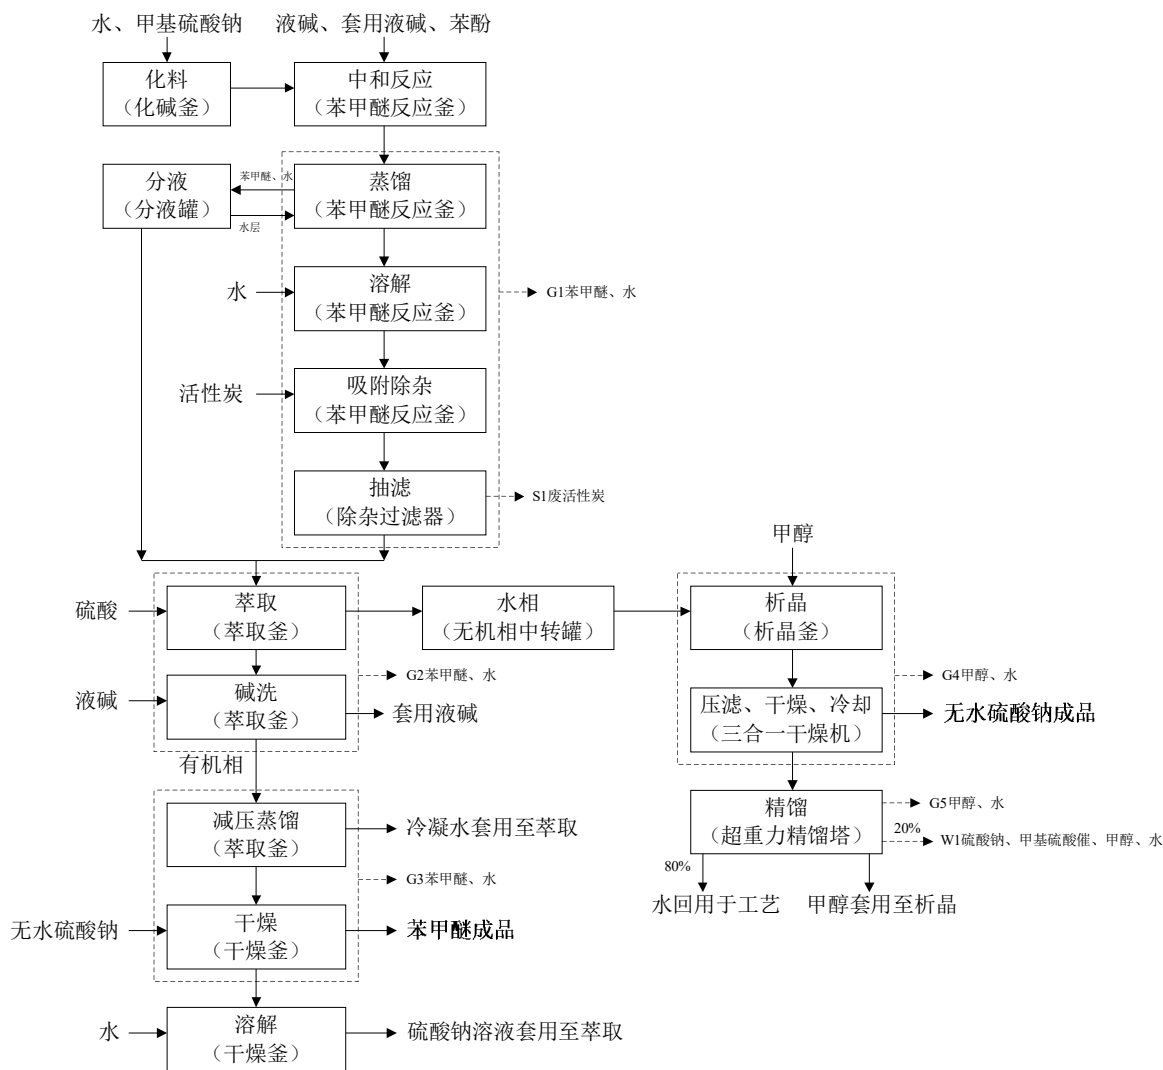 水、甲基硫酸钠
液碱、套用液碱、苯酚
化料
（化碱釜）
中和反应
（苯甲醚反应釜）
分液
（分液罐）
苯甲醚、水
水层
蒸馏
（苯甲醚反应釜）
水
溶解
（苯甲醚反应釜）
G1苯甲醚、水
活性炭
吸附除杂
（苯甲醚反应釜）
抽滤
（除杂过滤器）
S1废活性炭
甲醇
硫酸
萃取
（萃取釜）
水相
（无机相中转罐）
析晶
（析晶釜）
G2苯甲醚、水
G4甲醇、水
液碱
碱洗
（萃取釜）
套用液碱
压滤、干燥、冷却
（三合一干燥机）
无水硫酸钠成品
有机相
减压蒸馏
（萃取釜）
冷凝水套用至萃取
精馏
（超重力精馏塔）
G5甲醇、水
20%
W1硫酸钠、甲基硫酸催、甲醇、水
80%
水回用于工艺
甲醇套用至析晶
G3苯甲醚、水
无水硫酸钠
干燥
（干燥釜）
苯甲醚成品
水
溶解
（干燥釜）
硫酸钠溶液套用至萃取